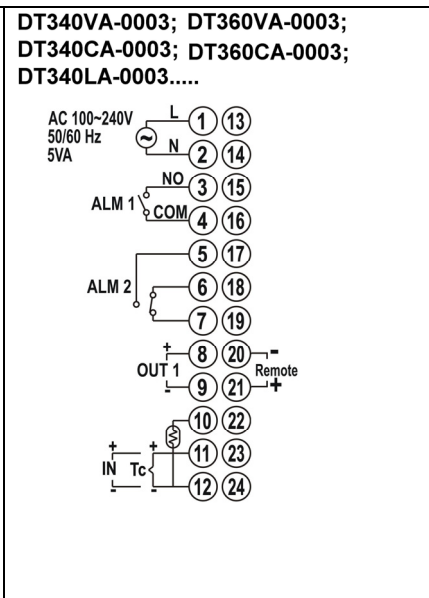 DT340VA-0003; DT360VA-0003;
DT340CA-0003; DT360CA-0003;
DT340LA-0003.....
AC 100~240V
50/60 Hz
5VA
L 1 13
N 2 14
NO 3 15
ALM 1
COM 4 16
5 17
ALM 2
6 18
7 19
+ 8 20 -
OUT 1
Remote
- 9 21 +
10 22
+ + 11 23
IN Tc
- - 12 24